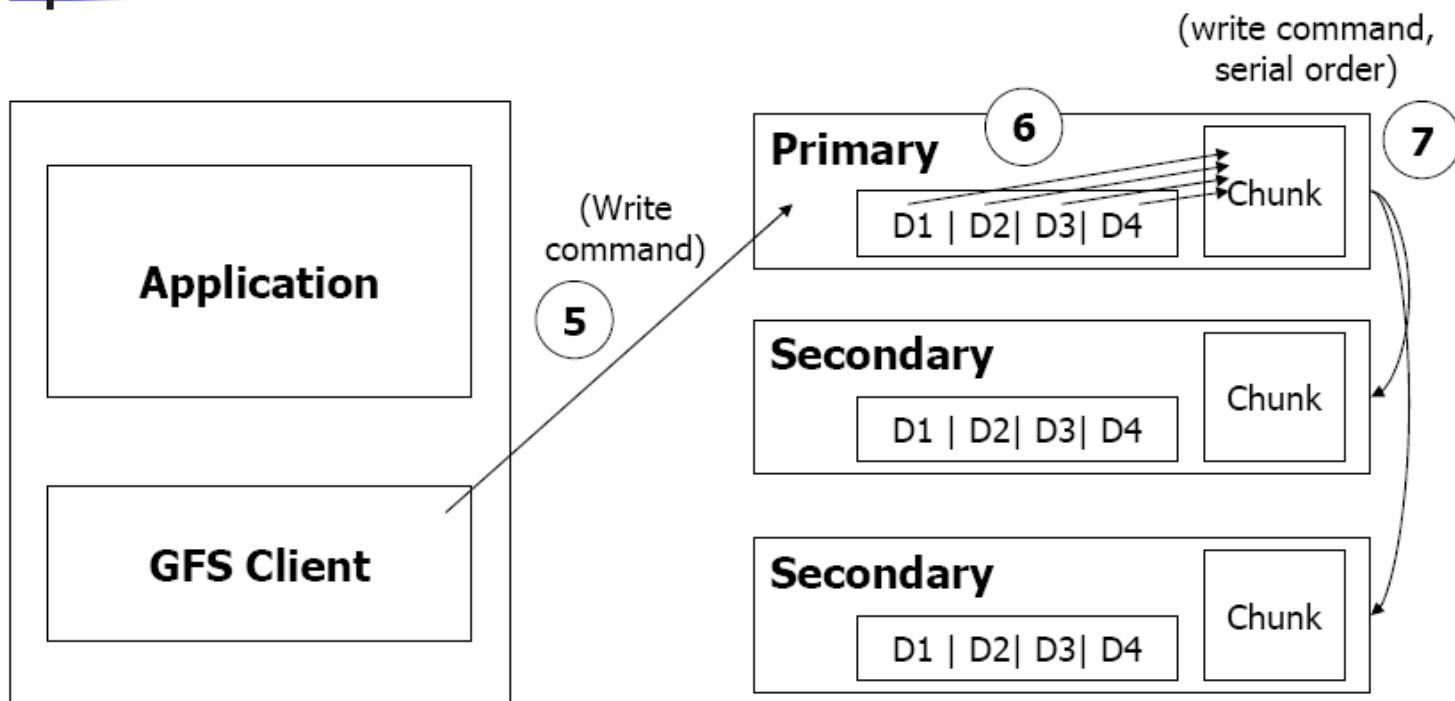 (write command,
serial order)
6
7
Primary
Chunk
D1 | D2| D3| D4
(Write
command)
5
Application
Secondary
Chunk
D1 | D2| D3| D4
GFS Client
Secondary
Chunk
D1 | D2| D3| D4